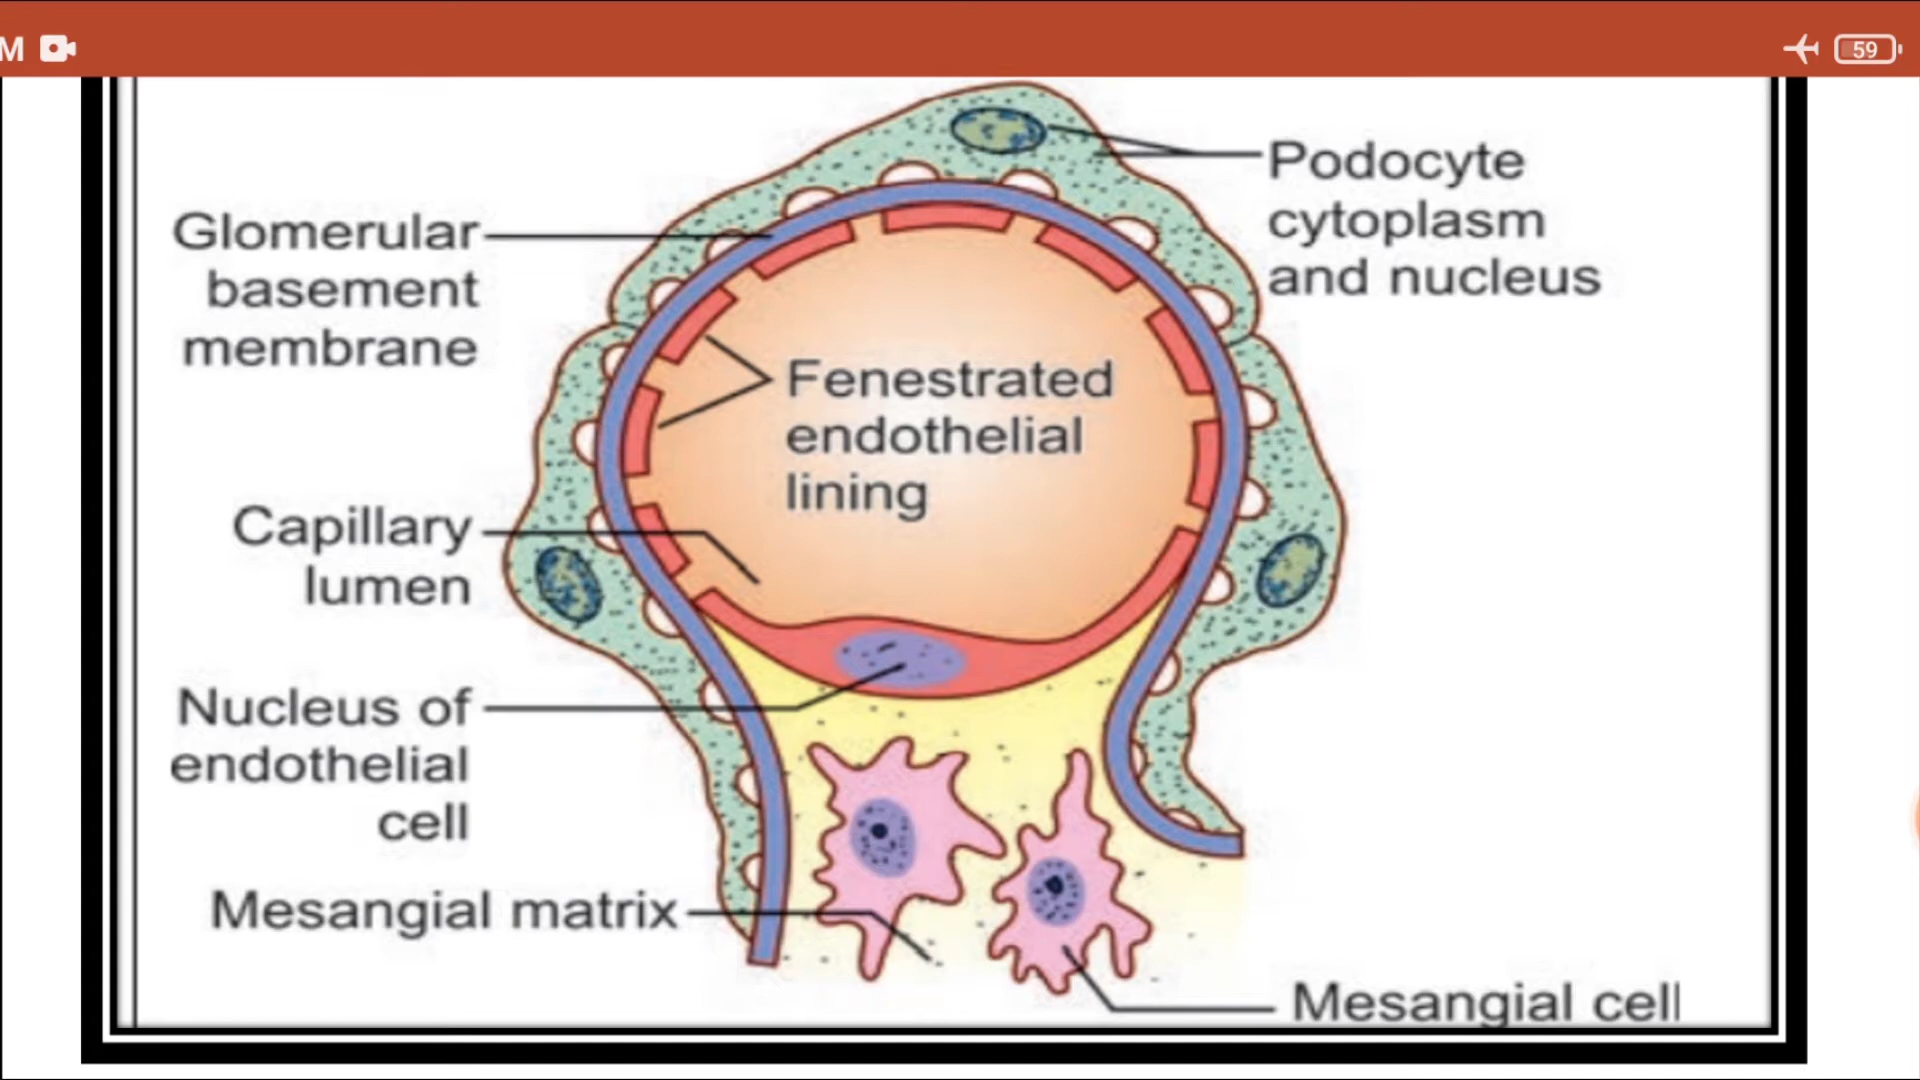 M
59
Podocyte
cytoplasm
and nucleus
Glomerular
basement
membrane
Fenestrated
endothelial
lining
Capillary
lumen
Nucleus of
endothelial
cell
Mesangial matrix
Mesangial cell